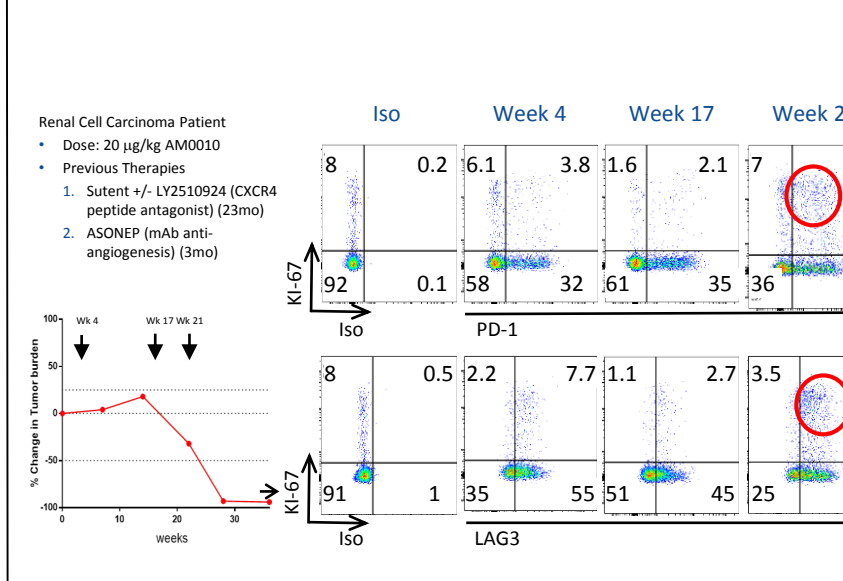 Renal Cell Carcinoma Patient
• Dose: 20 µg/kg AM0010
• Previous Therapies
1. Sutent +/- LY2510924 (CXCR4
peptide antagonist) (23mo)
2. ASONEP (mAb anti-
angiogenesis) (3mo)
Iso Week 4 Week 17 Week 2
8 0.2 6.1 3.8 1.6 2.1 7
92 0.1 58 32 61 35 36
KI-67
Iso PD-1
8 0.5 2.2 7.7 1.1 2.7 3.5
91 1 35 55 51 45 25
KI-67
Iso LAG3
Wk 4 Wk 17 Wk 21
% Change in Tumor burden
100
50
0
-50
-100
0 10 20 30
weeks